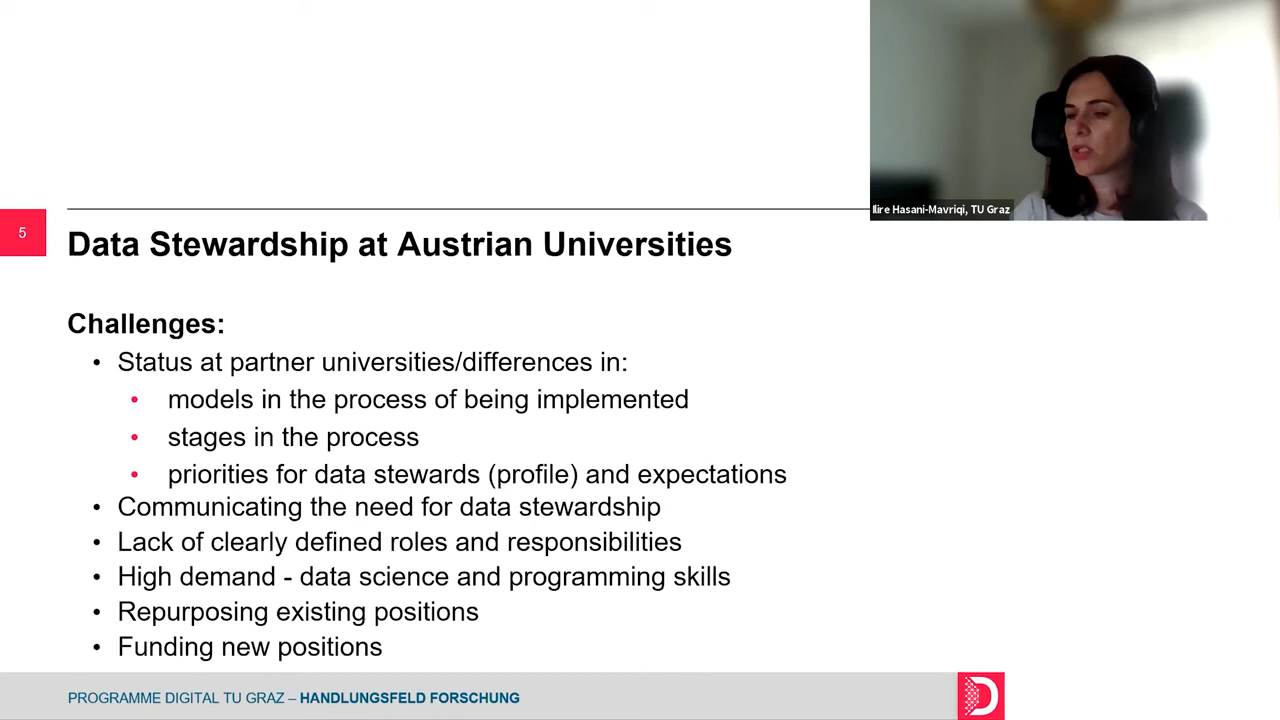 Ilire Hasani-Mavriqi, TU Graz
5
Data Stewardship at Austrian Universities
Challenges:
• Status at partner universities/differences in:
• models in the process of being implemented
• stages in the process
• priorities for data stewards (profile) and expectations
• Communicating the need for data stewardship
• Lack of clearly defined roles and responsibilities
• High demand - data science and programming skills
• Repurposing existing positions
• Funding new positions
PROGRAMME DIGITAL TU GRAZ – HANDLUNGSFELD FORSCHUNG
D